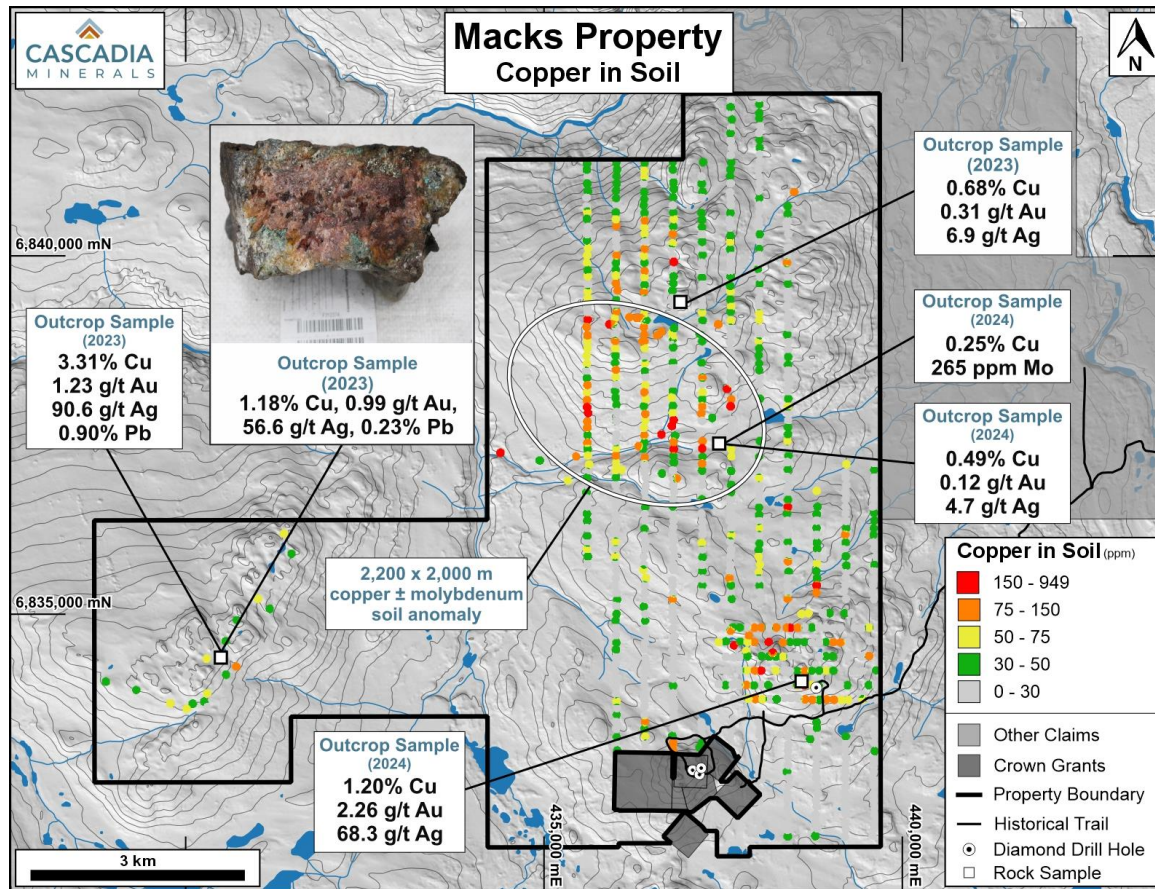 CASCADIA
MINERALS
Macks Property
Copper in Soil
N
6,840,000 mN
Outcrop Sample
(2023)
0.68% Cu
0.31 g/t Au
6.9 g/t Ag
Outcrop Sample
(2023)
3.31% Cu
1.23 g/t Au
90.6 g/t Ag
0.90% Pb
Outcrop Sample
(2023)
1.18% Cu, 0.99 g/t Au,
56.6 g/t Ag, 0.23% Pb
Outcrop Sample
(2024)
0.25% Cu
265 ppm Mo
Outcrop Sample
(2024)
0.49% Cu
0.12 g/t Au
4.7 g/t Ag
2,200 x 2,000 m
copper ± molybdenum
soil anomaly
6,835,000 mN
Outcrop Sample
(2024)
1.20% Cu
2.26 g/t Au
68.3 g/t Ag
435,000 mE
440,000 mE
3 km
Copper in Soil (ppm)
150 - 949
75 - 150
50 - 75
30 - 50
0 - 30
Other Claims
Crown Grants
Property Boundary
Historical Trail
Diamond Drill Hole
Rock Sample